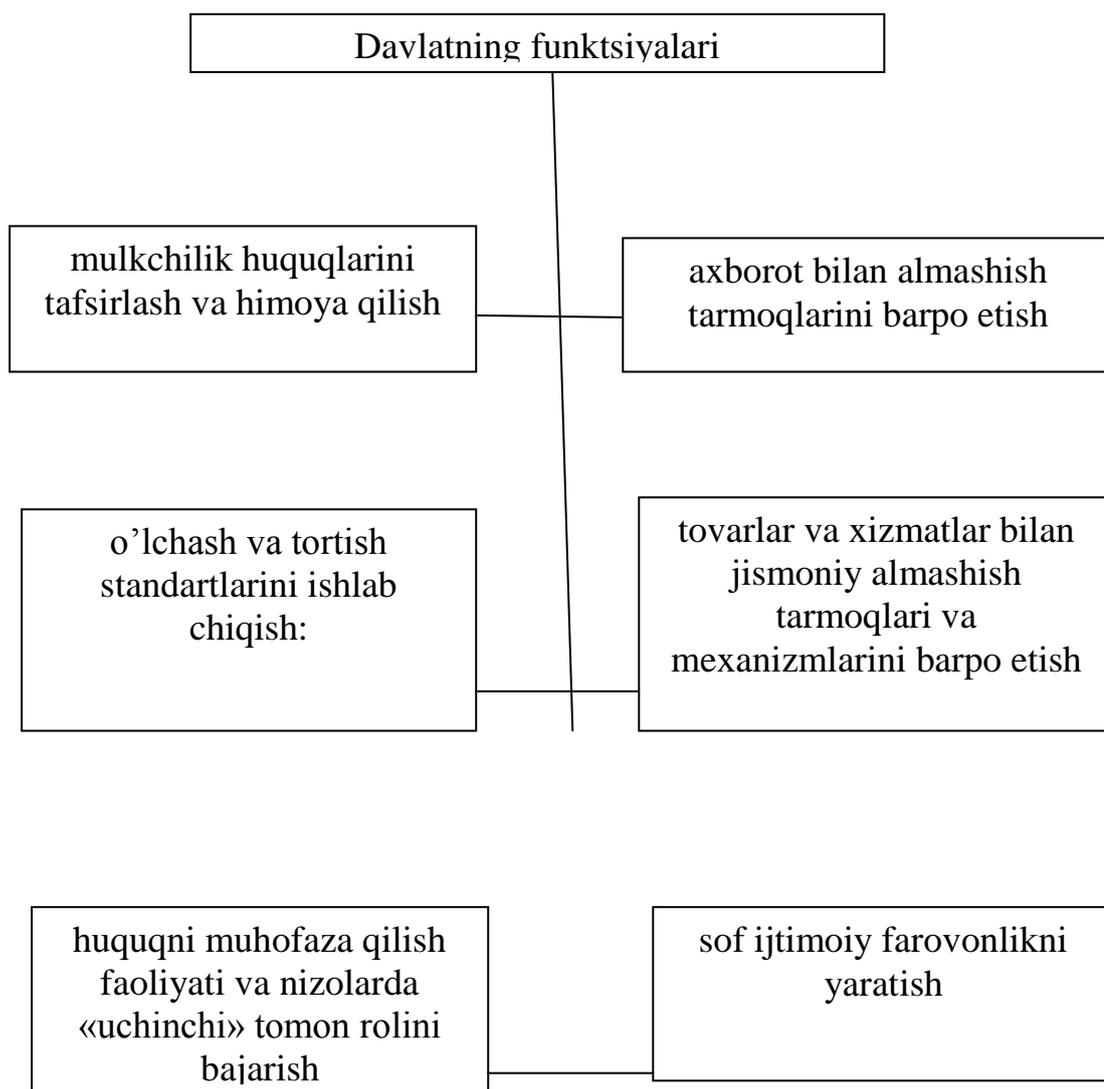 Davlatning funktsiyalari
mulkchilik huquqlarini
tafsirlash va himoya qilish
axborot bilan almashish
tarmoqlarini barpo etish
o’lchash va tortish
standartlarini ishlab
chiqish:
tovarlar va xizmatlar bilan
jismoniy almashish
tarmoqlari va
mexanizmlarini barpo etish
huquqni muhofaza qilish
faoliyati va nizolarda
«uchinchi» tomon rolini
bajarish
sof ijtimoiy farovonlikni
yaratish